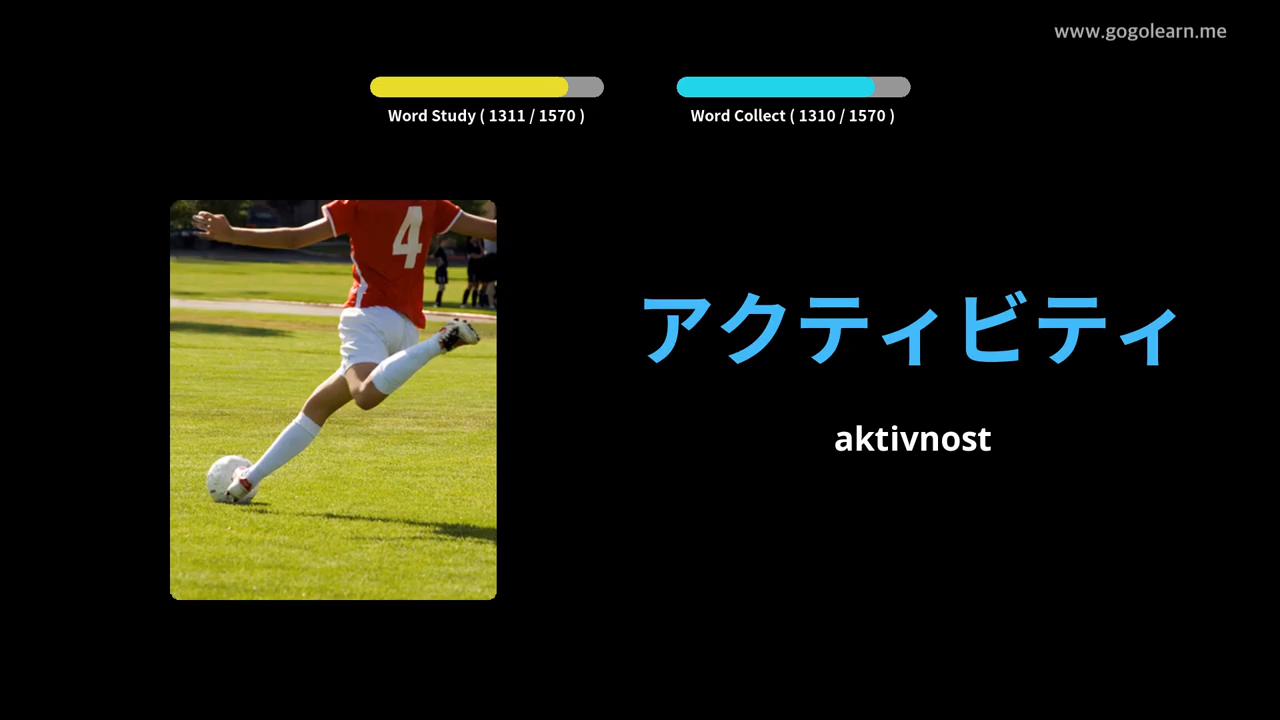 www.gogolearn.me
Word Study ( 1311 / 1570 )
Word Collect ( 1310 / 1570 )
4
アクティビティ
aktivnost